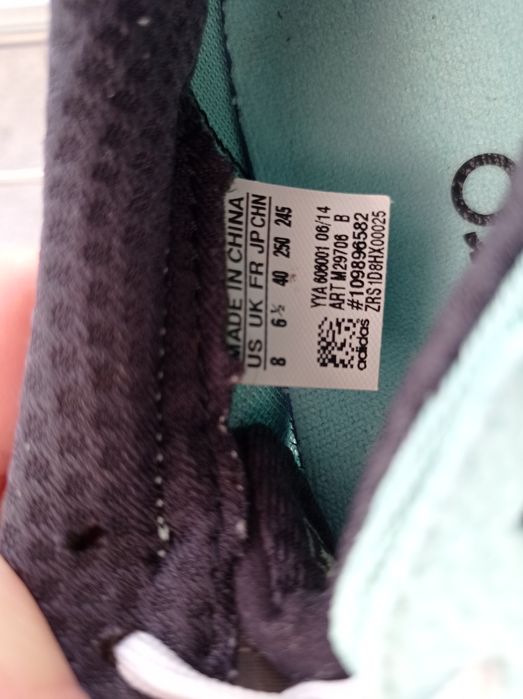 MADE IN CHINA
US UK FR JP CHN
8 6½ 40 250 245
YYA 606001 06/14
ART M29706 B
#109896582
ZRS1D8HX00025
adidas